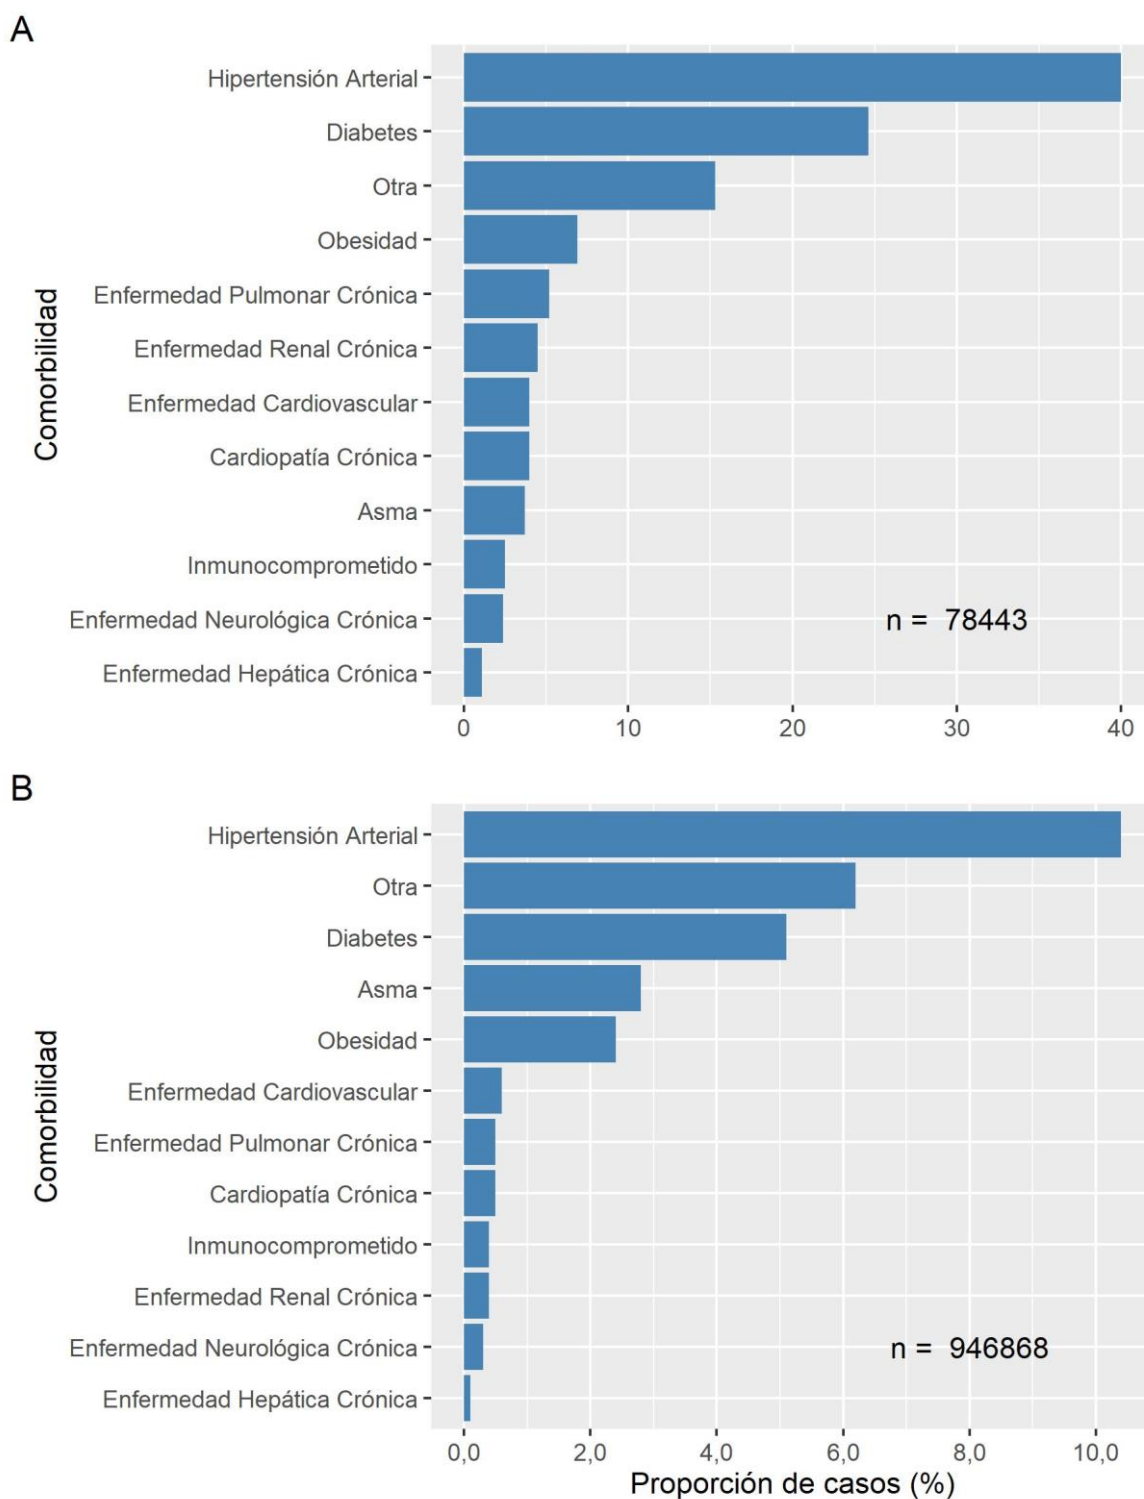 A
Comorbilidad
Hipertensión Arterial
Diabetes
Otra
Obesidad
Enfermedad Pulmonar Crónica
Enfermedad Renal Crónica
Enfermedad Cardiovascular
Cardiopatía Crónica
Asma
Inmunocomprometido
Enfermedad Neurológica Crónica
Enfermedad Hepática Crónica
n = 78443
0 10 20 30 40
B
Comorbilidad
Hipertensión Arterial
Otra
Diabetes
Asma
Obesidad
Enfermedad Cardiovascular
Enfermedad Pulmonar Crónica
Cardiopatía Crónica
Inmunocomprometido
Enfermedad Renal Crónica
Enfermedad Neurológica Crónica
Enfermedad Hepática Crónica
n = 946868
0,0 2,0 4,0 6,0 8,0 10,0
Proporción de casos (%)